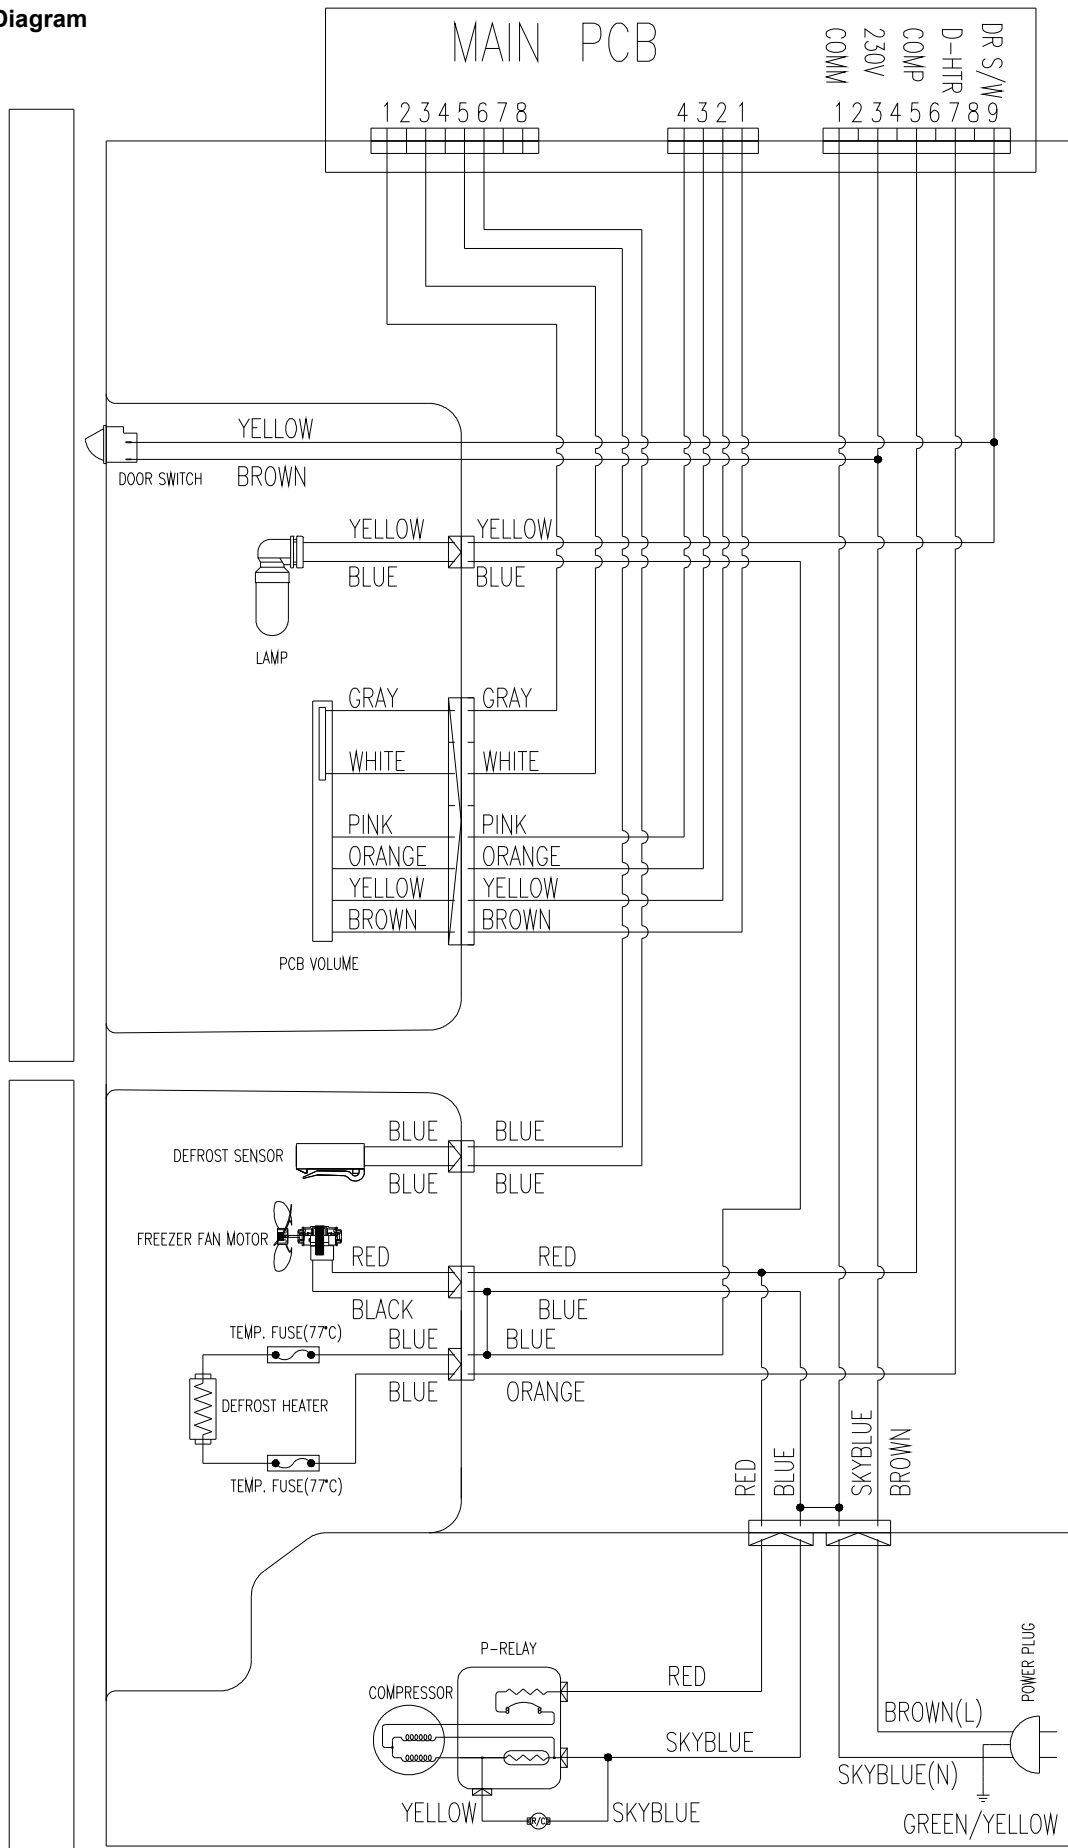 Diagram
MAIN PCB
COMM
230V
COMP
D-HTR
DR S/W
1 2 3 4 5 6 7 8
4 3 2 1
1 2 3 4 5 6 7 8 9
YELLOW
DOOR SWITCH
BROWN
YELLOW YELLOW
BLUE BLUE
LAMP
GRAY GRAY
WHITE WHITE
PINK PINK
ORANGE ORANGE
YELLOW YELLOW
BROWN BROWN
PCB VOLUME
BLUE BLUE
DEFROST SENSOR
BLUE BLUE
FREEZER FAN MOTOR
RED RED
BLACK BLUE
TEMP. FUSE(77°C)
BLUE BLUE
DEFROST HEATER
BLUE ORANGE
TEMP. FUSE(77°C)
RED
BLUE
SKYBLUE
BROWN
P-RELAY
COMPRESSOR
RED
POWER PLUG
BROWN(L)
SKYBLUE
SKYBLUE(N)
YELLOW
R/C
SKYBLUE
GREEN/YELLOW